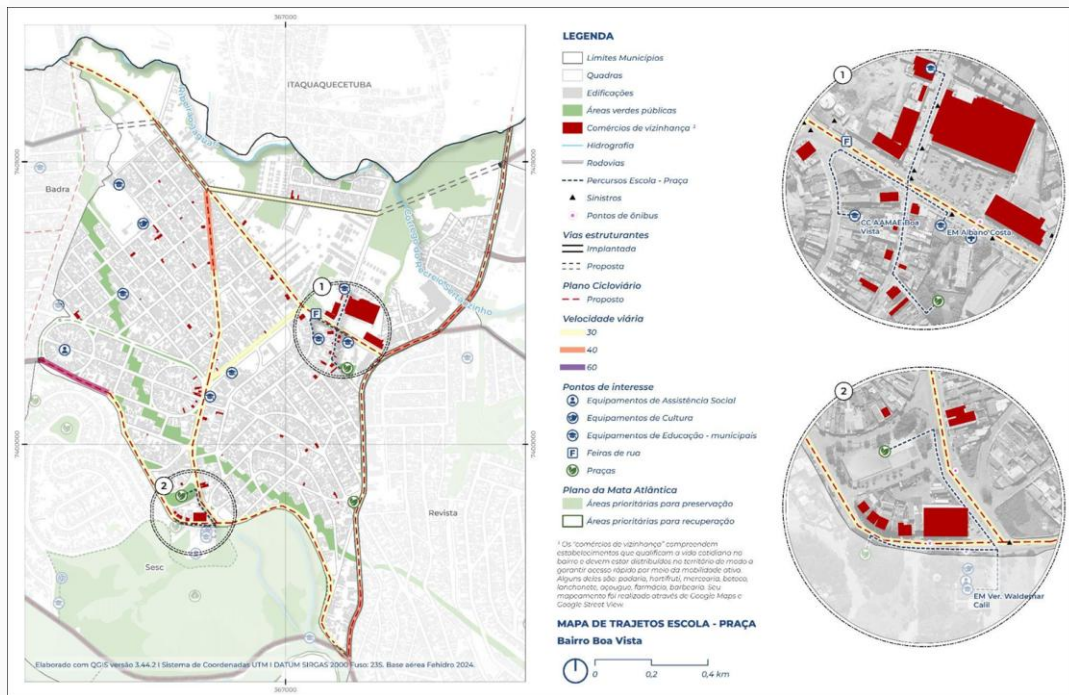 367000
ITAQUAQUECETUBA
Badra
Revista
Sesc
1
2
F
7400000
367000
Elaborado com QGIS versão 3.44.2 I Sistema de Coordenadas UTM I DATUM SIRGAS 2000 Fuso: 23S. Base aérea Fehidro 2024.
LEGENDA
Limites Municípios
Quadras
Edificações
Áreas verdes públicas
Comércios de vizinhança ¹
Hidrografia
Rodovias
Percursos Escola - Praça
Sinistros
Pontos de ônibus
Vias estruturantes
Implantada
Proposta
Plano Cicloviário
Proposto
Velocidade viária
30
40
60
Pontos de interesse
Equipamentos de Assistência Social
Equipamentos de Cultura
Equipamentos de Educação - municipais
F Feiras de rua
Praças
Plano da Mata Atlântica
Áreas prioritárias para preservação
Áreas prioritárias para recuperação
¹ Os "comércios de vizinhança" compreendem
estabelecimentos que qualificam a vida cotidiana no
bairro e devem estar distribuídos no território de modo a
garantir acesso rápido por meio da mobilidade ativa.
Alguns deles são: padaria, hortifruti, mercearia, boteco,
lanchonete, açougue, farmácia, barbearia. Seu
mapeamento foi realizado através de Google Maps e
Google Street View.
MAPA DE TRAJETOS ESCOLA - PRAÇA
Bairro Boa Vista
0 0,2 0,4 km
1
F
CC AAMAE Boa
Vista
EM Albano Costa
2
EM Ver. Waldemar
Calil